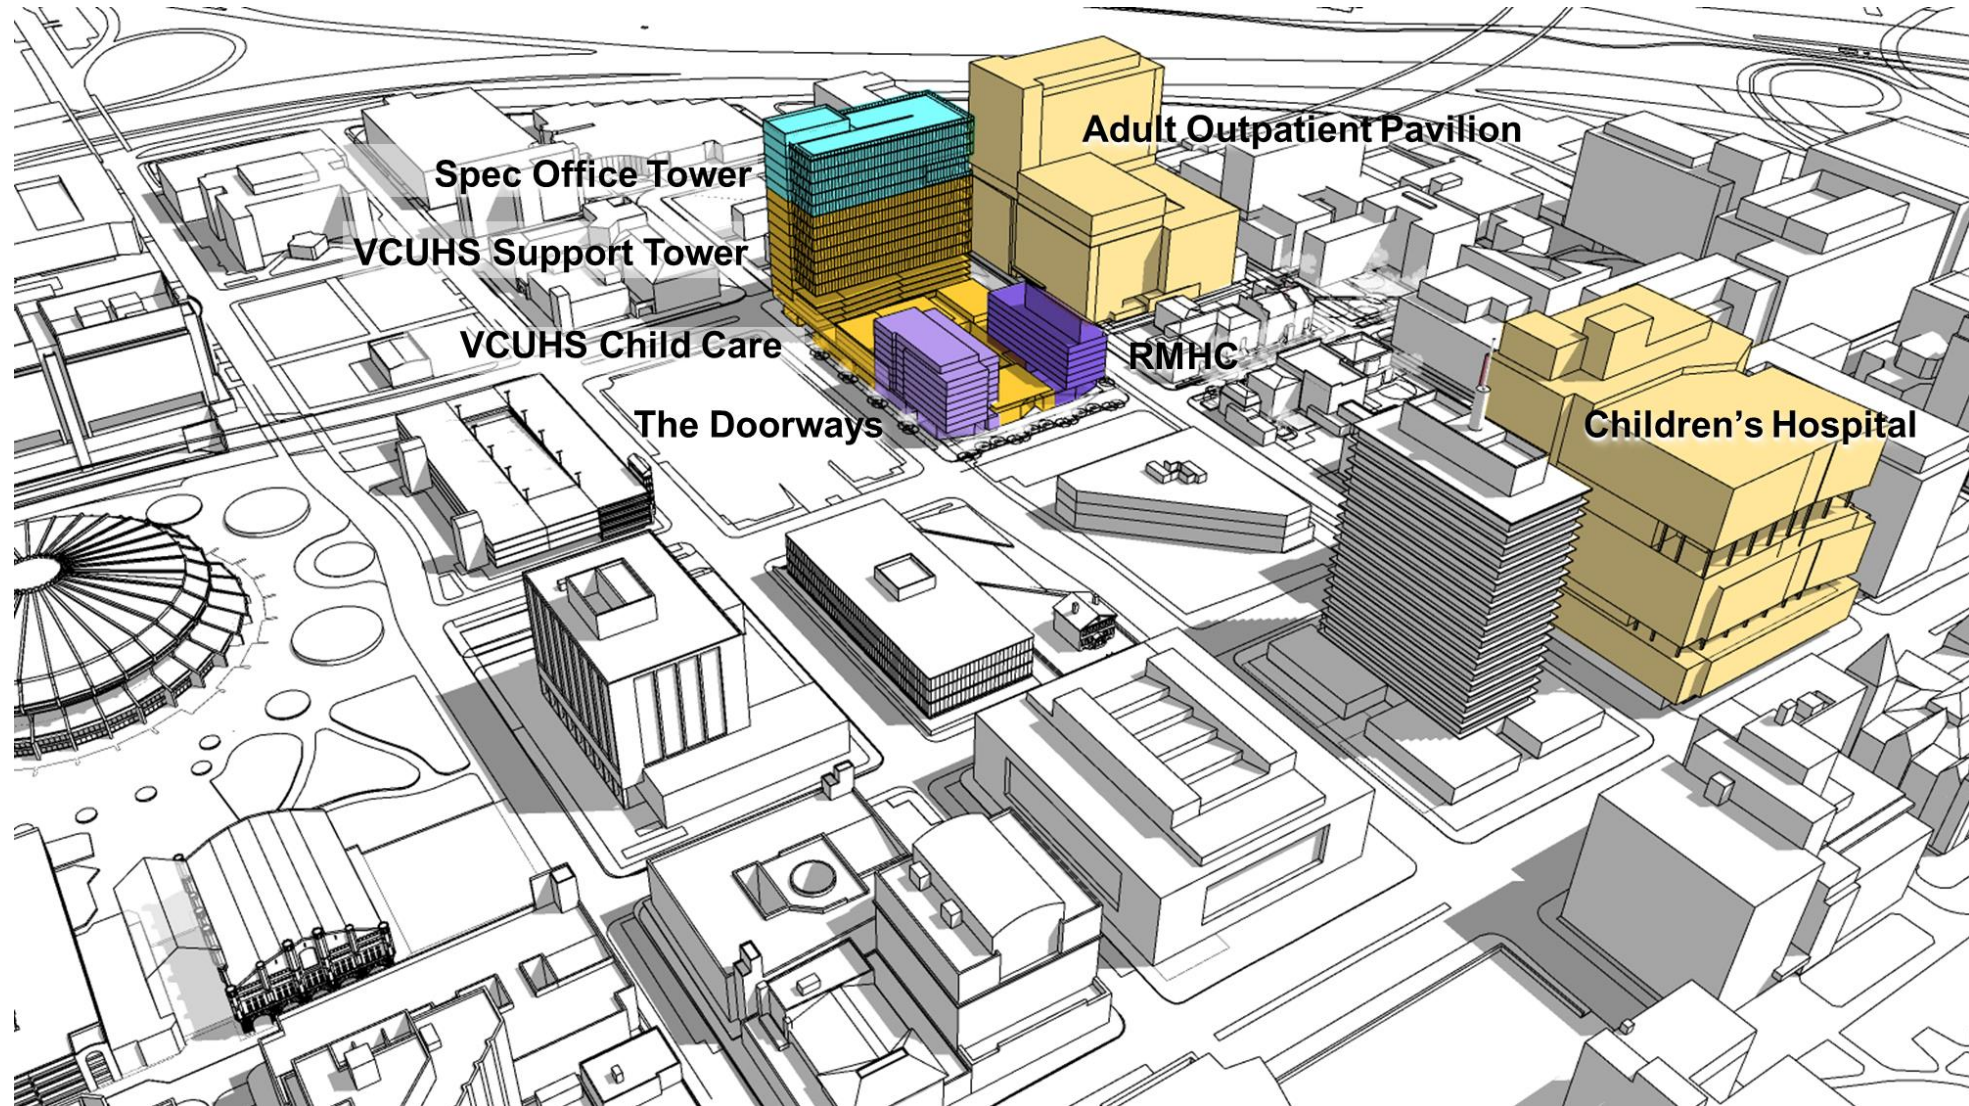 Adult Outpatient Pavilion
Spec Office Tower
VCUHS Support Tower
VCUHS Child Care
RMHC
The Doorways
Children's Hospital